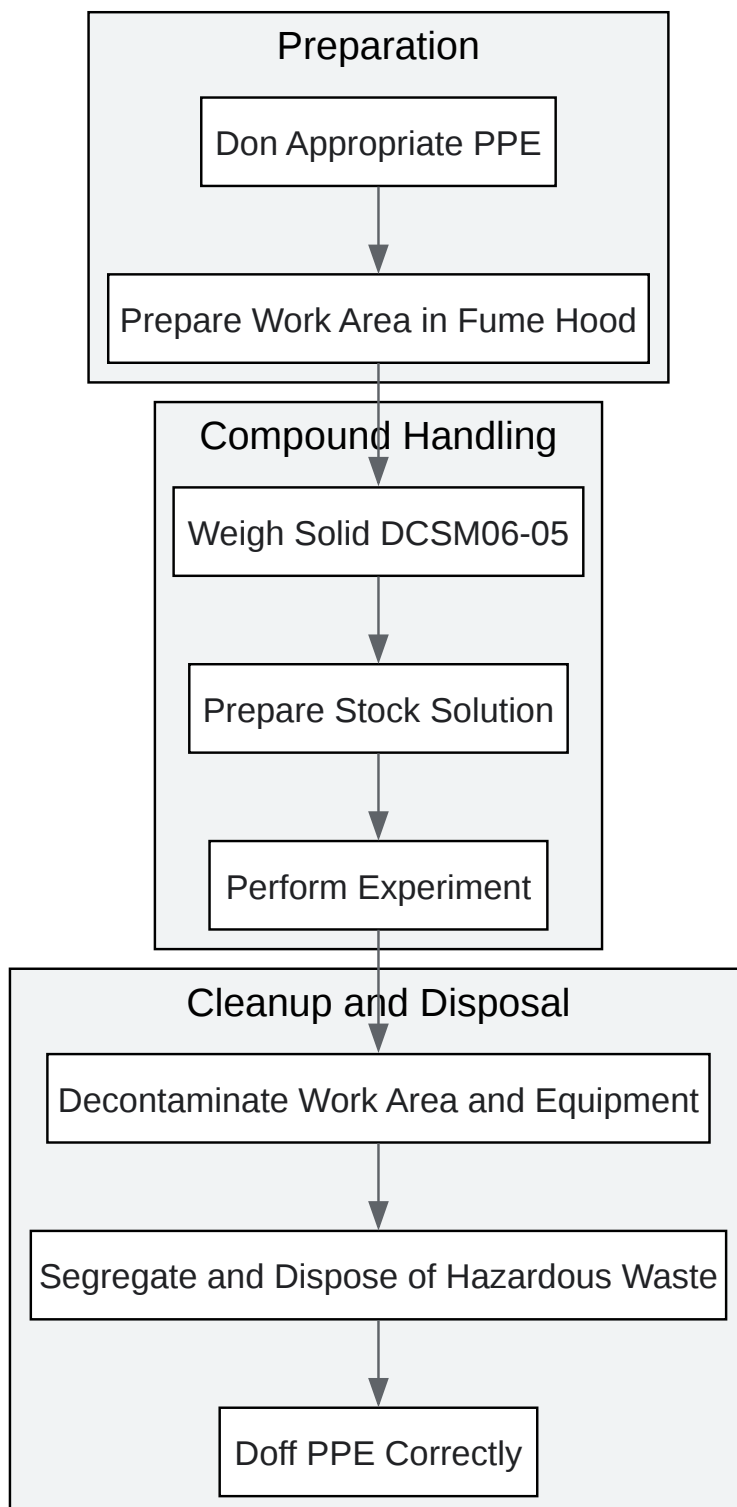 Preparation
Don Appropriate PPE
Prepare Work Area in Fume Hood
Compound Handling
Weigh Solid DCSM06-05
Prepare Stock Solution
Perform Experiment
Cleanup and Disposal
Decontaminate Work Area and Equipment
Segregate and Dispose of Hazardous Waste
Doff PPE Correctly